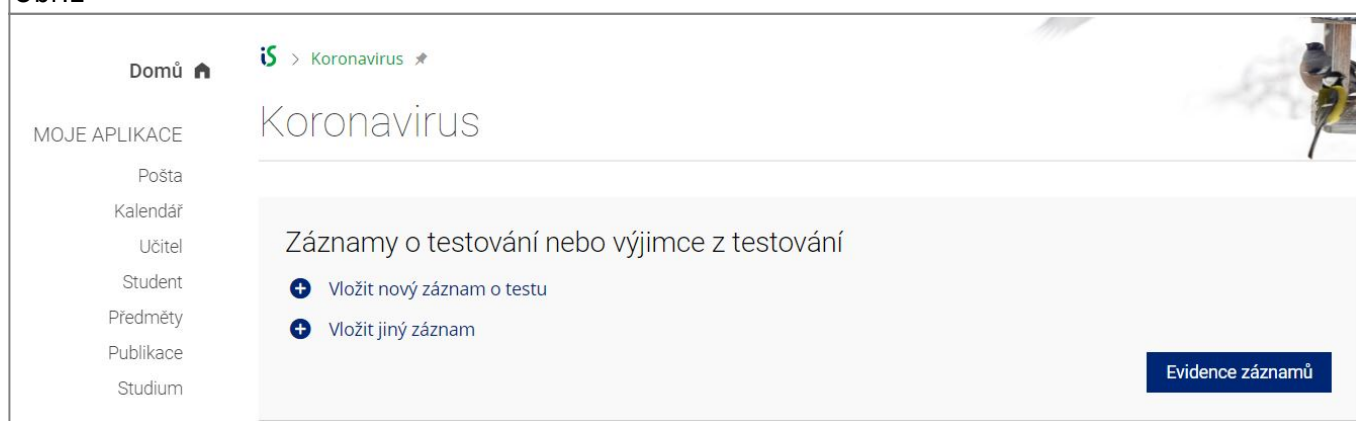 Domů
MOJE APLIKACE
Pošta
Kalendář
Učitel
Student
Předměty
Publikace
Studium
iS > Koronavirus
Koronavirus
Záznamy o testování nebo výjimce z testování
Vložit nový záznam o testu
Vložit jiný záznam
Evidence záznamů